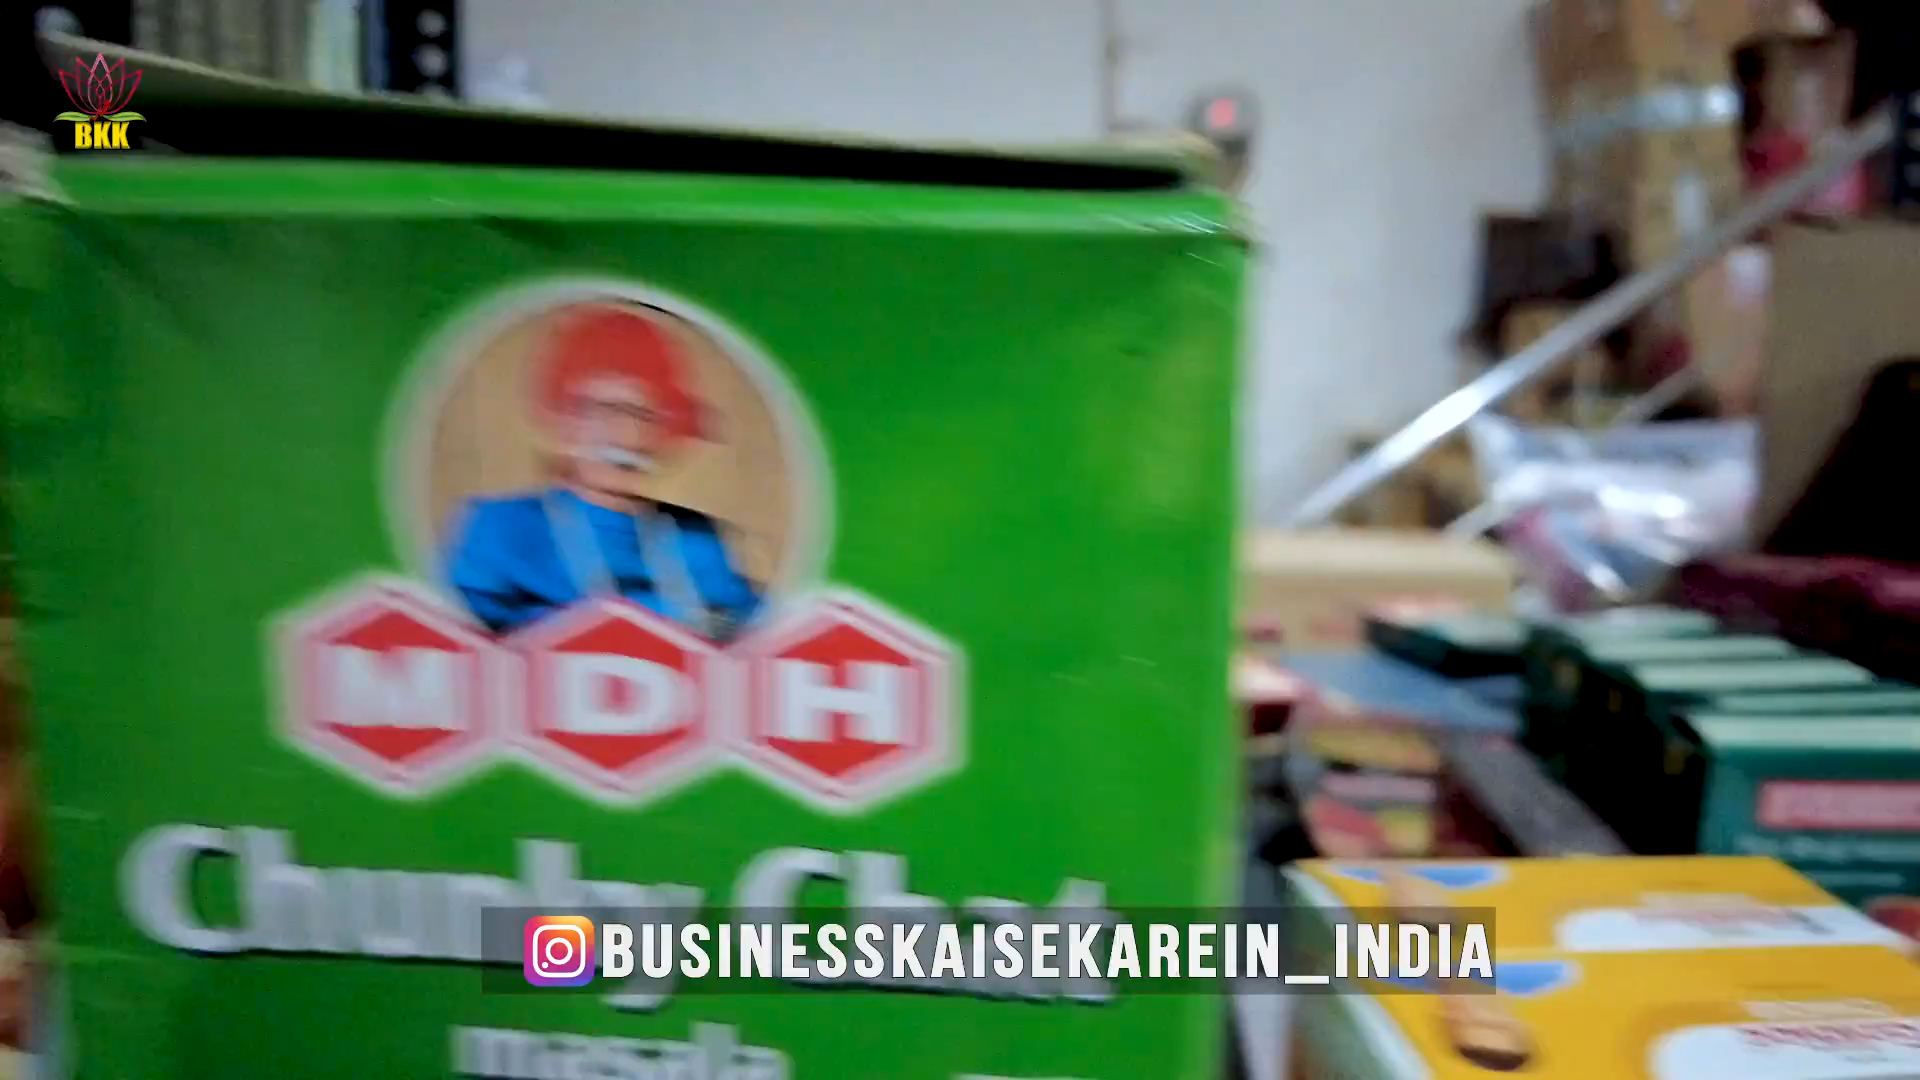 BKK
MDH
Chunky Chat
masala
BUSINESSKAISEKAREIN_INDIA